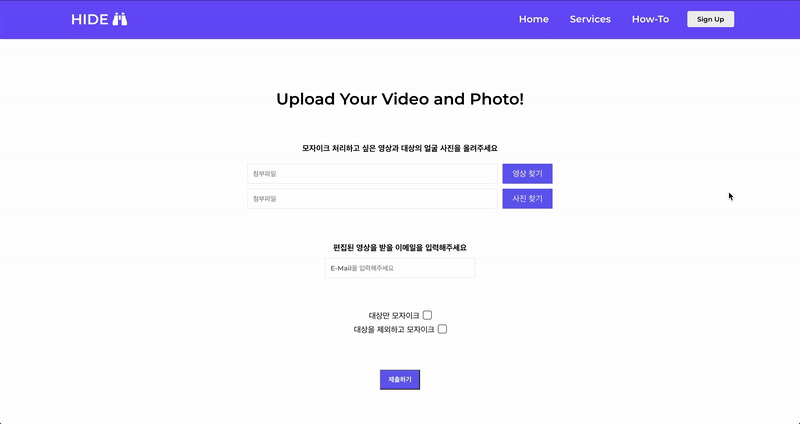 HIDE
Home Services How-To Sign Up
Upload Your Video and Photo!
모자이크 처리하고 싶은 영상과 대상의 얼굴 사진을 올려주세요
첨부파일 영상 찾기
첨부파일 사진 찾기
편집된 영상을 받을 이메일을 입력해주세요
E-Mail을 입력해주세요
대상만 모자이크
대상을 제외하고 모자이크
제출하기